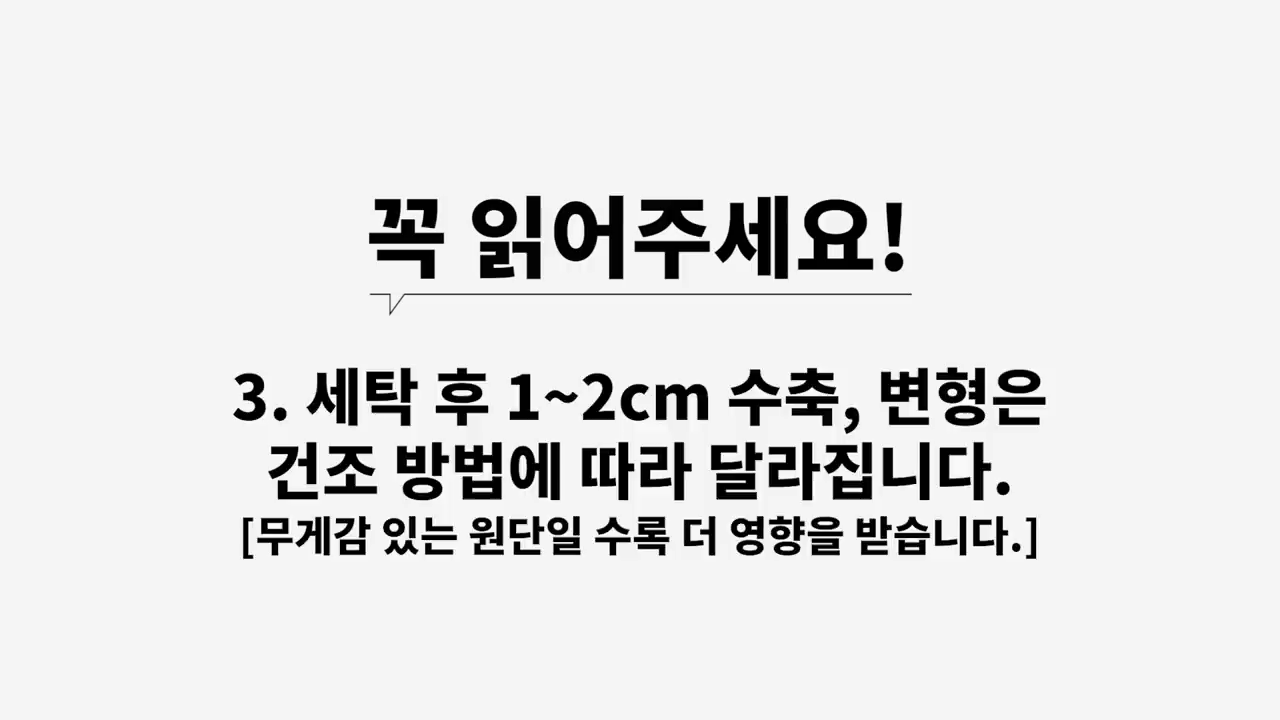 꼭 읽어주세요!
3. 세탁 후 1~2cm 수축, 변형은
건조 방법에 따라 달라집니다.
[무게감 있는 원단일 수록 더 영향을 받습니다.]